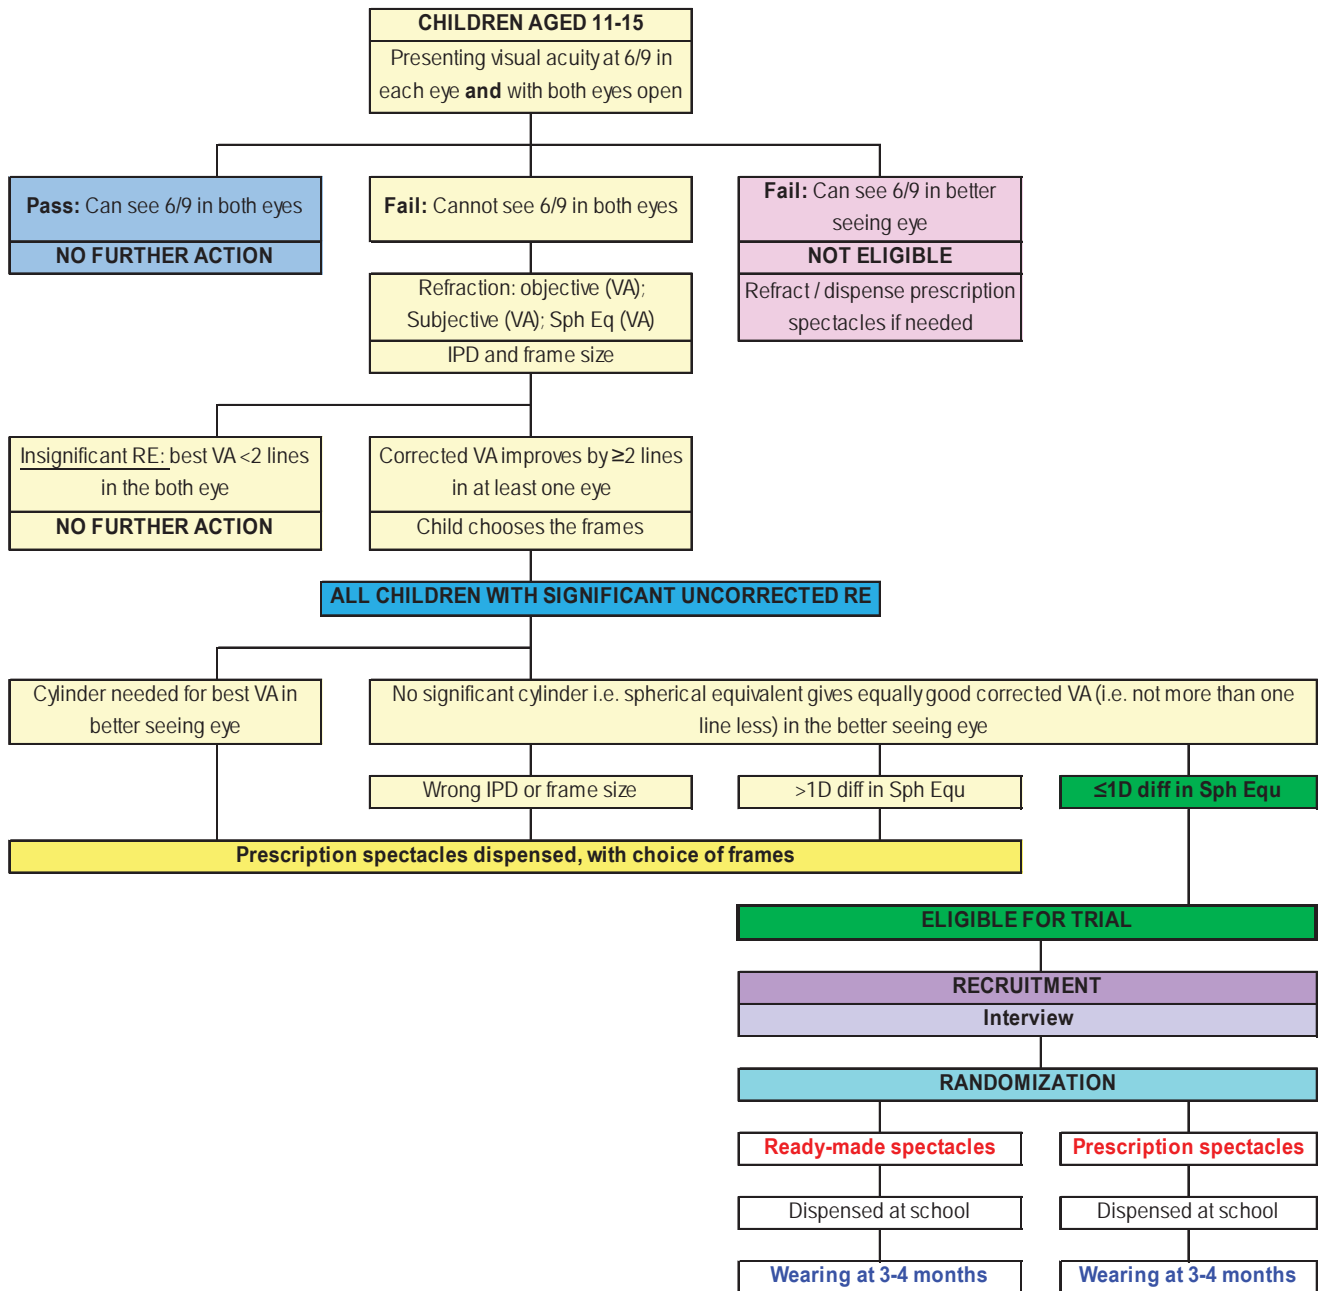 CHILDREN AGED 11-15
Presenting visual acuity at 6/9 in
each eye and with both eyes open
Pass: Can see 6/9 in both eyes
NO FURTHER ACTION
Fail: Cannot see 6/9 in both eyes
Fail: Can see 6/9 in better
seeing eye
NOT ELIGIBLE
Refract / dispense prescription
spectacles if needed
Refraction: objective (VA);
Subjective (VA); Sph Eq (VA)
IPD and frame size
Insignificant RE: best VA <2 lines
in the both eye
NO FURTHER ACTION
Corrected VA improves by ≥2 lines
in at least one eye
Child chooses the frames
ALL CHILDREN WITH SIGNIFICANT UNCORRECTED RE
Cylinder needed for best VA in
better seeing eye
No significant cylinder i.e. spherical equivalent gives equally good corrected VA (i.e. not more than one
line less) in the better seeing eye
Wrong IPD or frame size
>1D diff in Sph Equ
≤1D diff in Sph Equ
Prescription spectacles dispensed, with choice of frames
ELIGIBLE FOR TRIAL
RECRUITMENT
Interview
RANDOMIZATION
Ready-made spectacles
Prescription spectacles
Dispensed at school
Dispensed at school
Wearing at 3-4 months
Wearing at 3-4 months